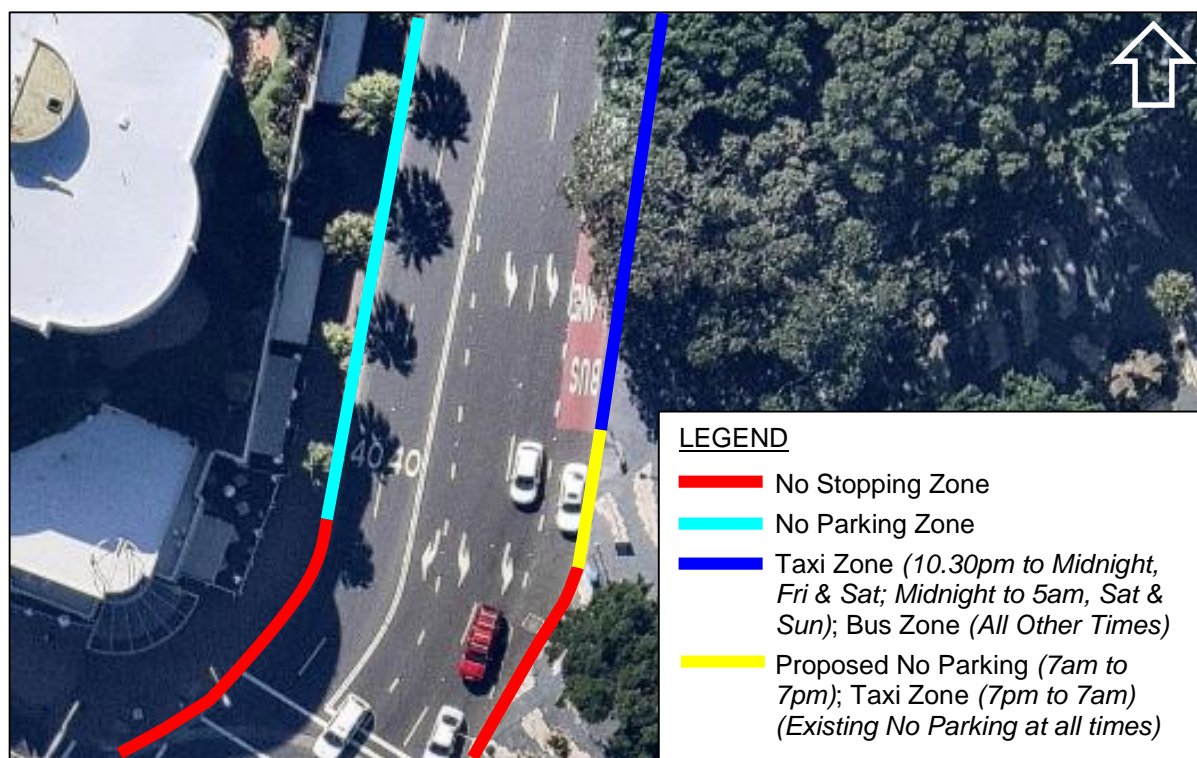 40 40
LANE
BUS
LEGEND
No Stopping Zone
No Parking Zone
Taxi Zone (10.30pm to Midnight,
Fri & Sat; Midnight to 5am, Sat &
Sun); Bus Zone (All Other Times)
Proposed No Parking (7am to
7pm); Taxi Zone (7pm to 7am)
(Existing No Parking at all times)